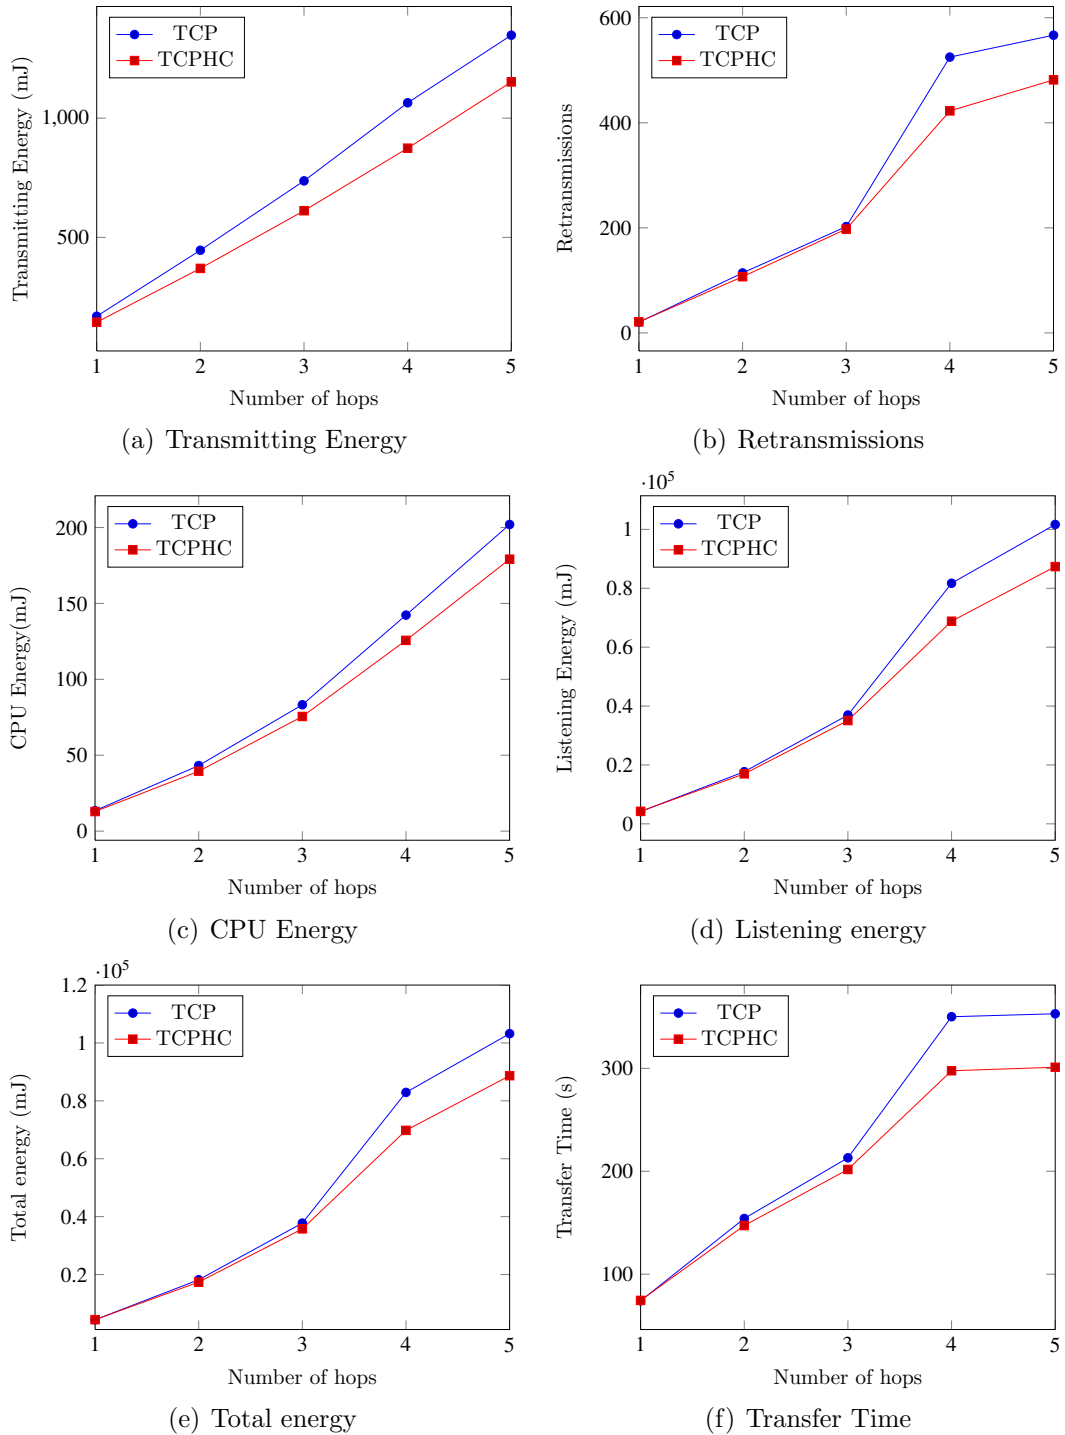 TCP
TCPHC
1,000
500
Transmitting Energy (mJ)
1 2 3 4 5
Number of hops
(a) Transmitting Energy
TCP
TCPHC
600
400
200
0
Retransmissions
1 2 3 4 5
Number of hops
(b) Retransmissions
TCP
TCPHC
200
150
100
50
0
CPU Energy(mJ)
1 2 3 4 5
Number of hops
(c) CPU Energy
·10⁵
TCP
TCPHC
1
0.8
0.6
0.4
0.2
0
Listening Energy (mJ)
1 2 3 4 5
Number of hops
(d) Listening energy
·10⁵
TCP
TCPHC
1.2
1
0.8
0.6
0.4
0.2
Total energy (mJ)
1 2 3 4 5
Number of hops
(e) Total energy
TCP
TCPHC
300
200
100
Transfer Time (s)
1 2 3 4 5
Number of hops
(f) Transfer Time